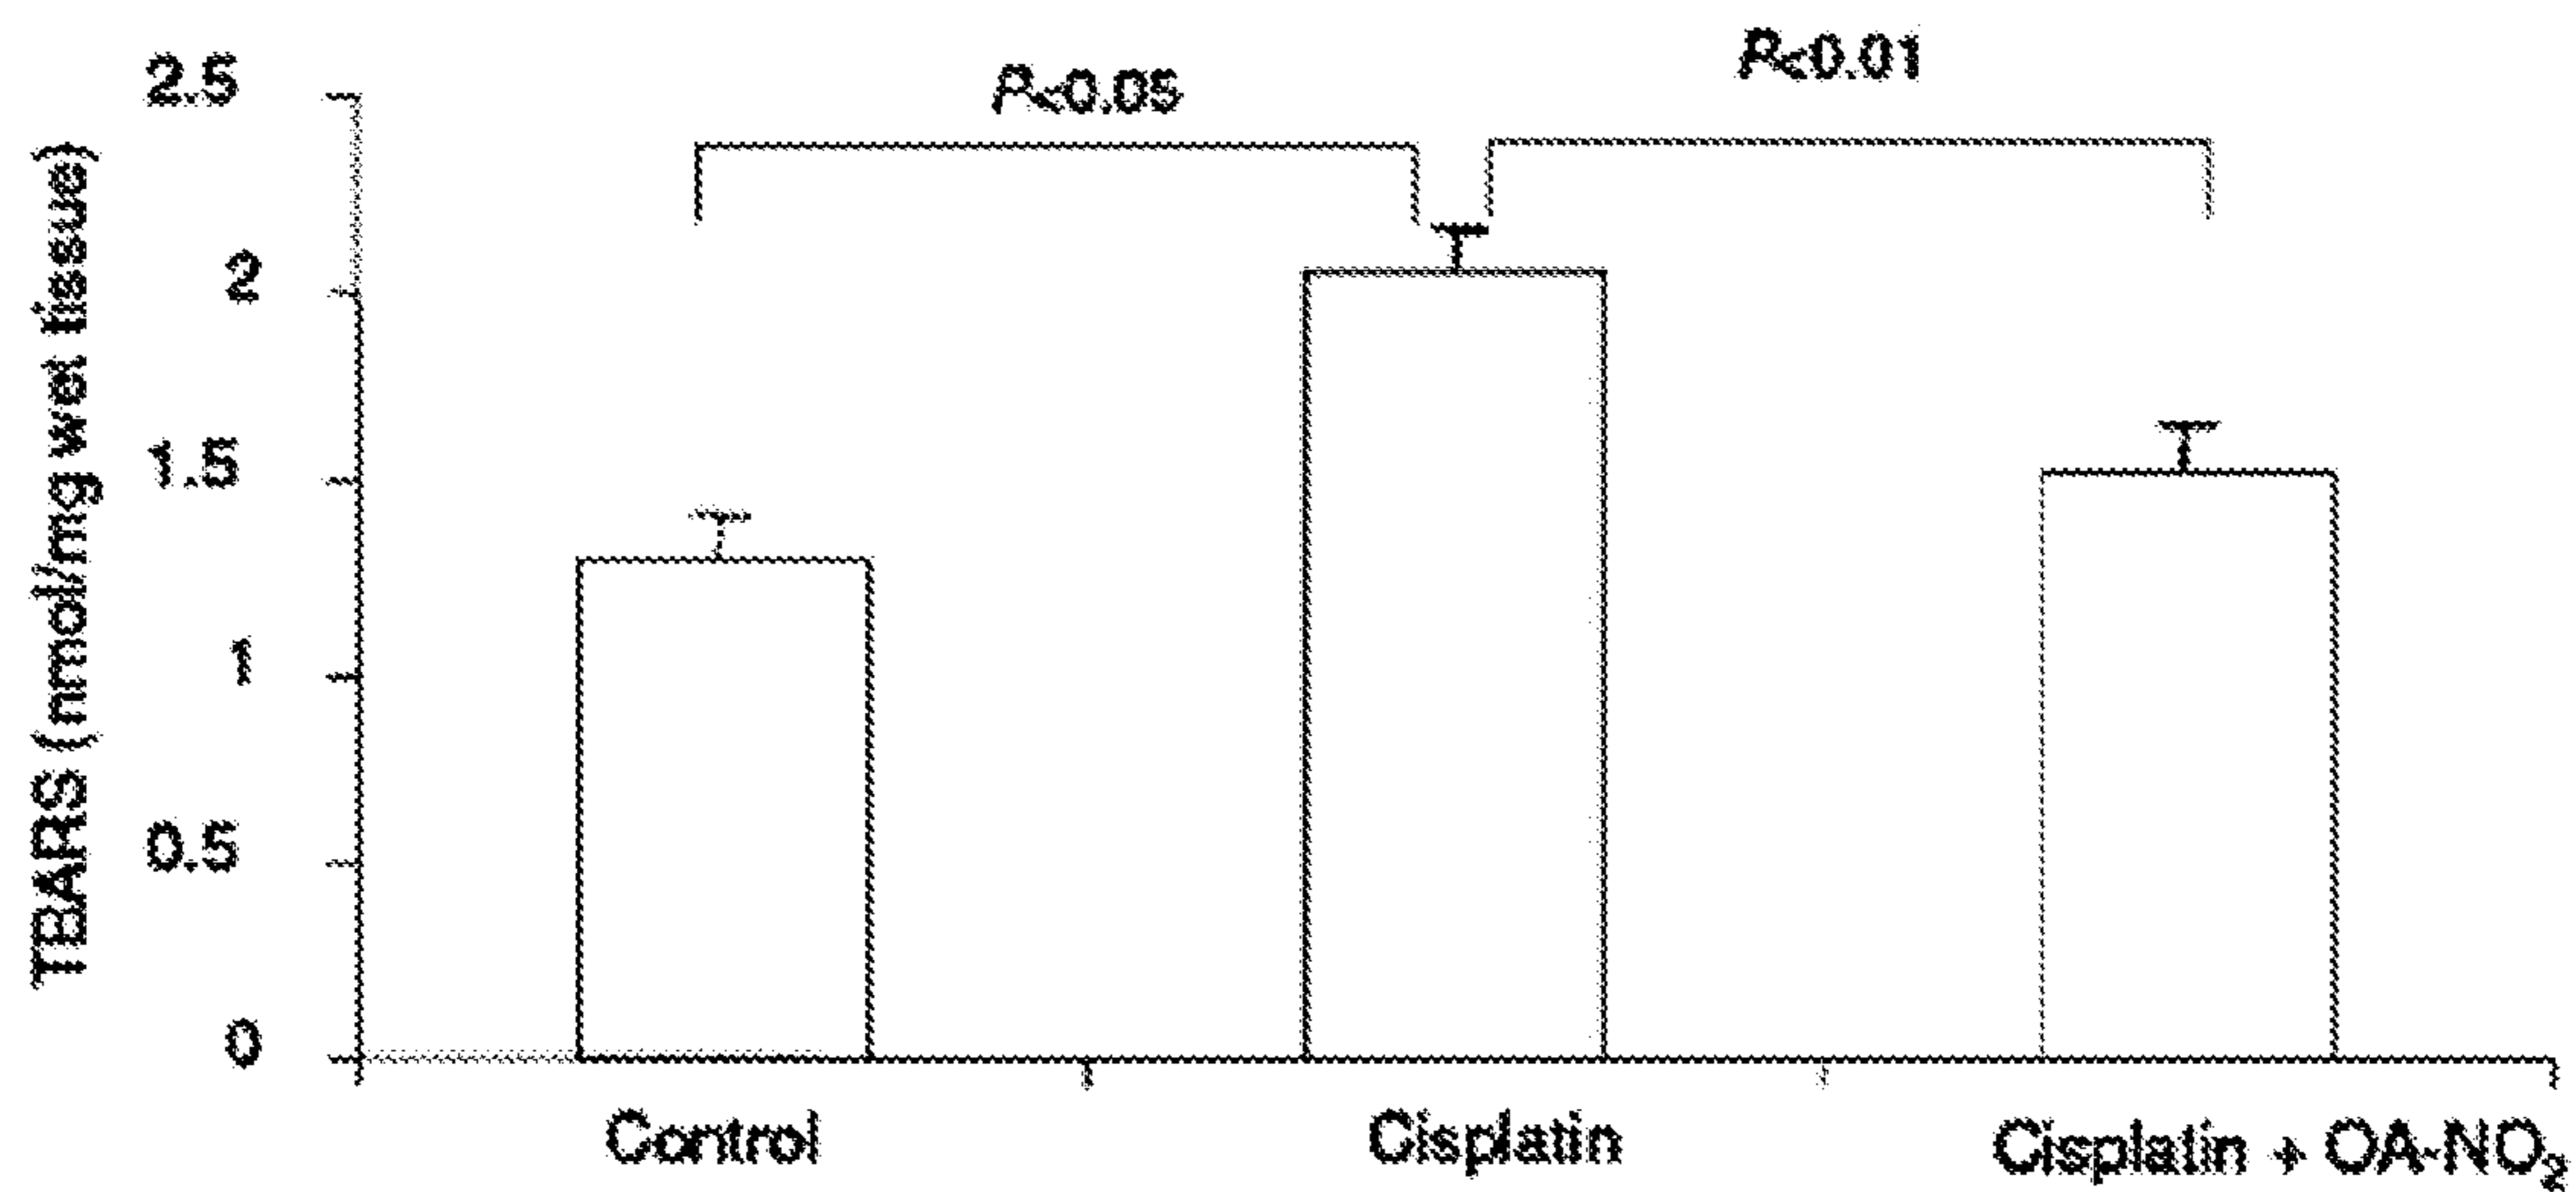 P<0.01
P<0.05
2.5
2
1.5
1
0.5
0
TBARS (nmol/mg wet tissue)
Control
Cisplatin
Cisplatin + OA-NO₂